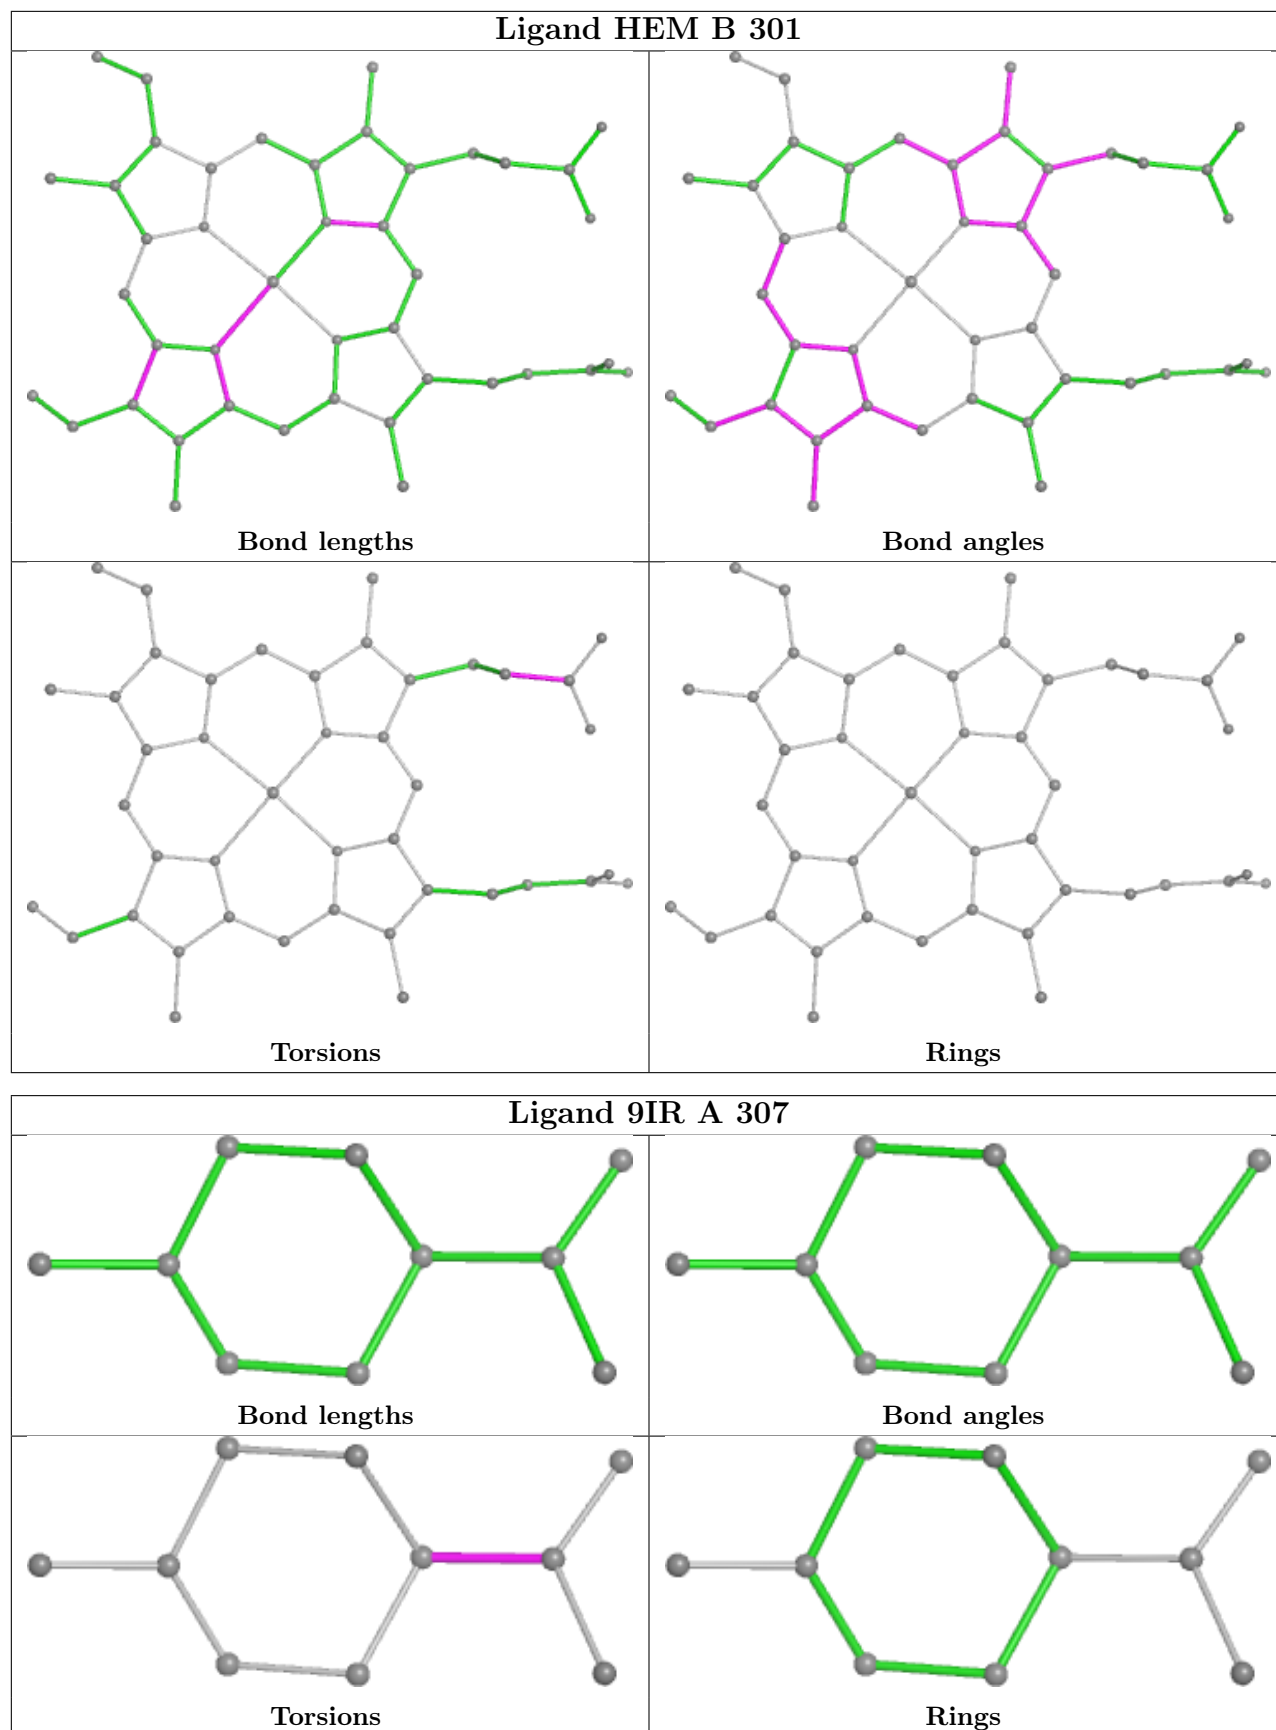 Ligand HEM B 301
Bond lengths
Bond angles
Torsions
Rings
Ligand 9IR A 307
Bond lengths
Bond angles
Torsions
Rings